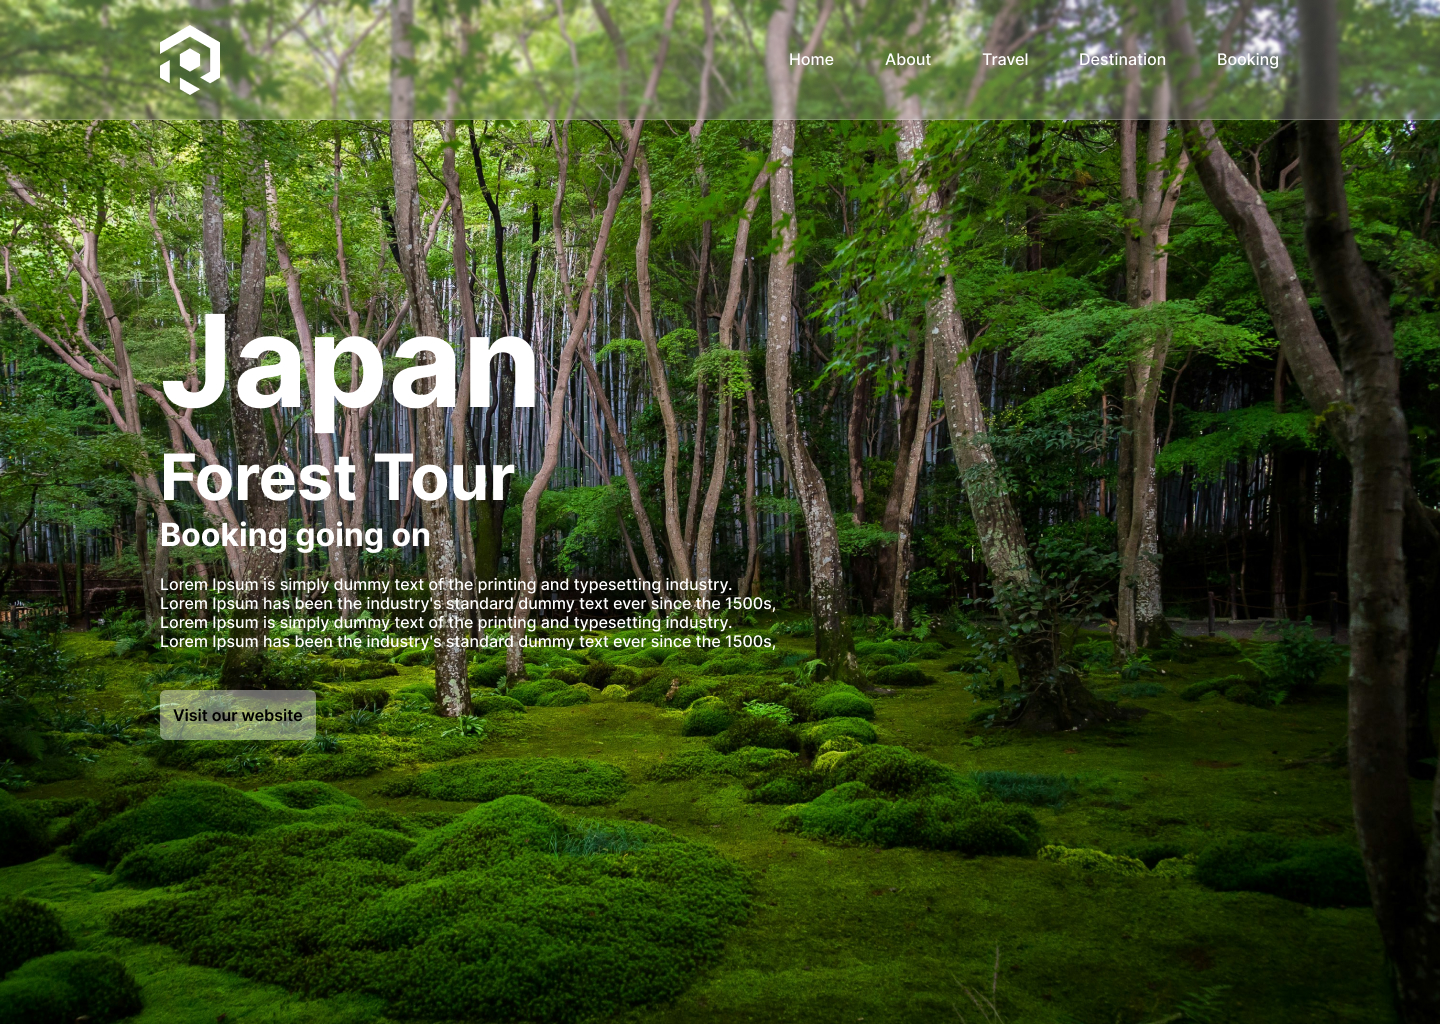 Home About Travel Destination Booking
Japan
Forest Tour
Booking going on
Lorem Ipsum is simply dummy text of the printing and typesetting industry.
Lorem Ipsum has been the industry's standard dummy text ever since the 1500s,
Lorem Ipsum is simply dummy text of the printing and typesetting industry.
Lorem Ipsum has been the industry's standard dummy text ever since the 1500s,
Visit our website